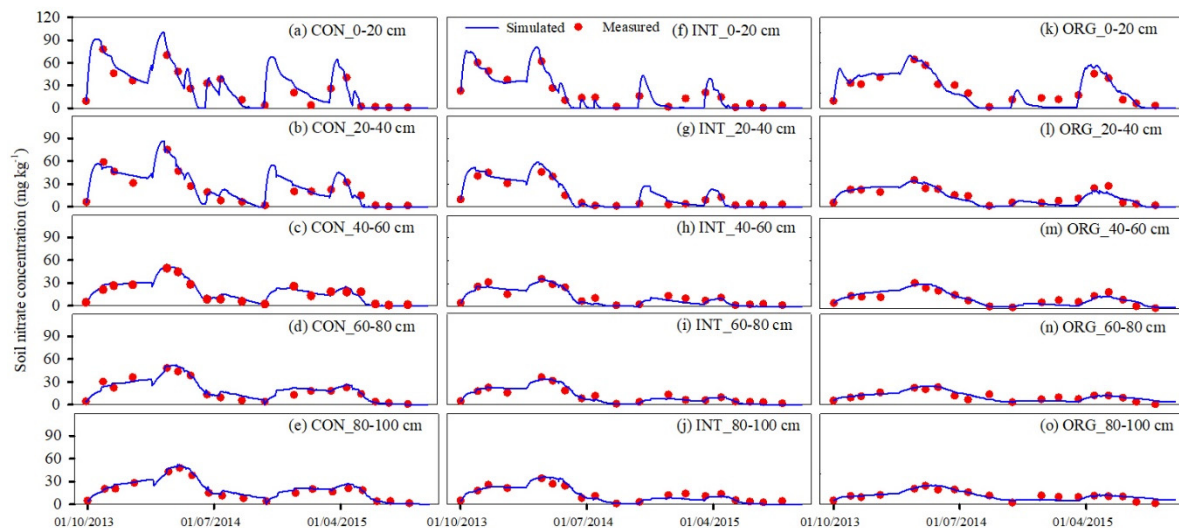 Soil nitrate concentration (mg kg⁻¹)
120
90
60
30
0
(a) CON_0-20 cm
Simulated
Measured
(f) INT_0-20 cm
(k) ORG_0-20 cm
90
60
30
0
(b) CON_20-40 cm
(g) INT_20-40 cm
(l) ORG_20-40 cm
90
60
30
0
(c) CON_40-60 cm
(h) INT_40-60 cm
(m) ORG_40-60 cm
90
60
30
0
(d) CON_60-80 cm
(i) INT_60-80 cm
(n) ORG_60-80 cm
90
60
30
0
(e) CON_80-100 cm
(j) INT_80-100 cm
(o) ORG_80-100 cm
01/10/2013
01/07/2014
01/04/2015
01/10/2013
01/07/2014
01/04/2015
01/10/2013
01/07/2014
01/04/2015